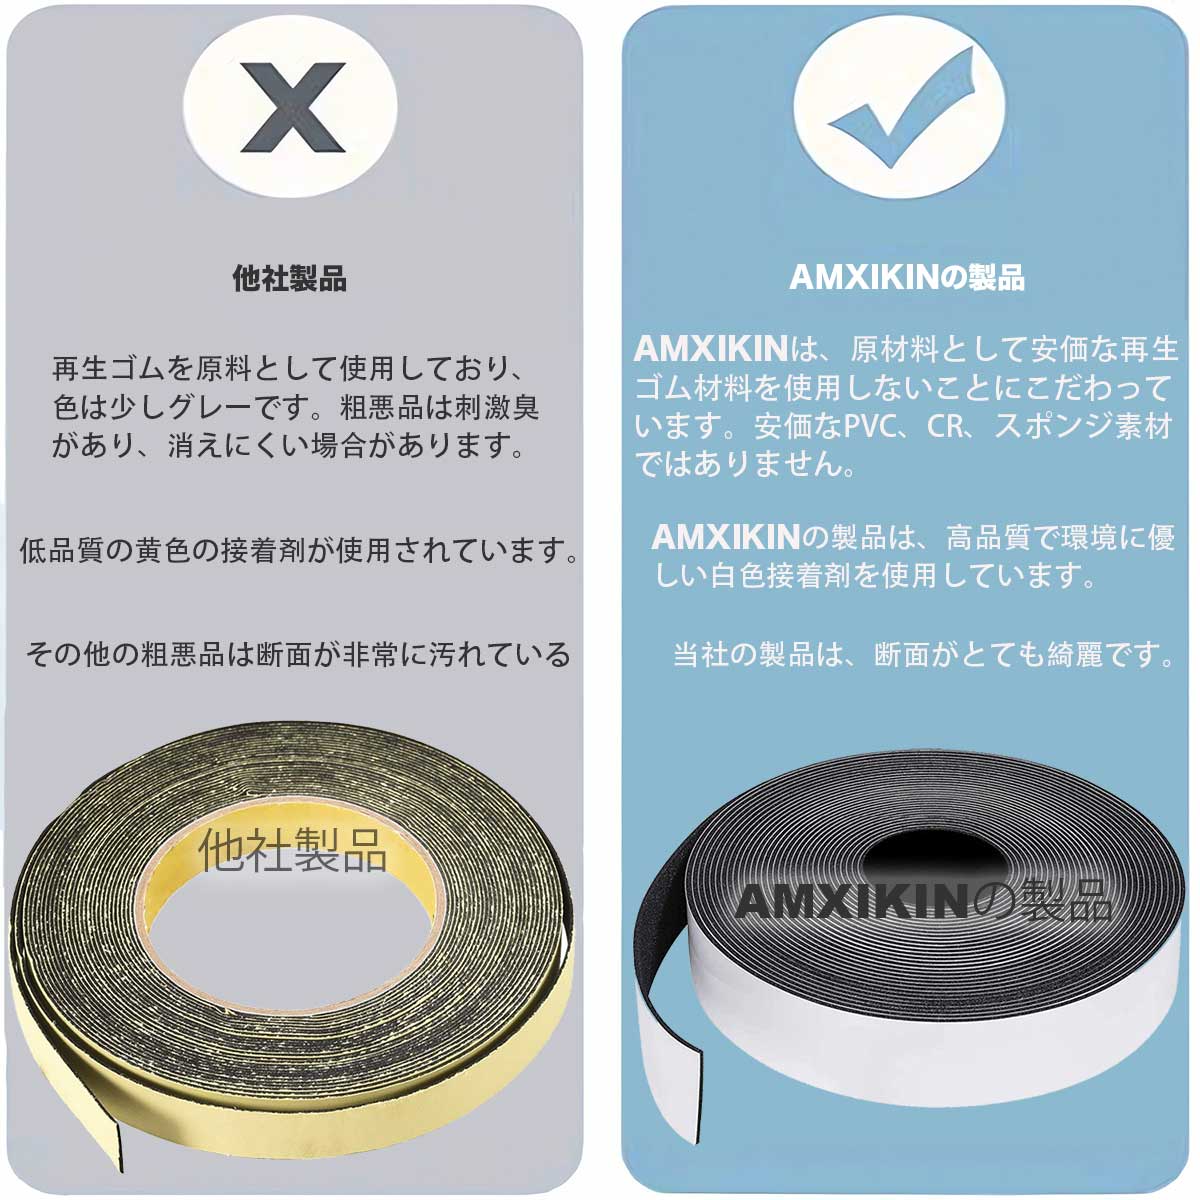 X
他社製品
再生ゴムを原料として使用しており、
色は少しグレーです。粗悪品は刺激臭
があり、消えにくい場合があります。
低品質の黄色の接着剤が使用されています。
その他の粗悪品は断面が非常に汚れている
他社製品
AMXIKINの製品
AMXIKINは、原材料として安価な再生
ゴム材料を使用しないことにこだわって
います。安価なPVC、CR、スポンジ素材
ではありません。
AMXIKINの製品は、高品質で環境に優
しい白色接着剤を使用しています。
当社の製品は、断面がとても綺麗です。
AMXIKINの製品